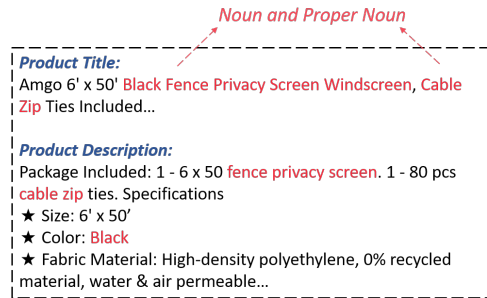 Noun and Proper Noun
Product Title:
Amgo 6' x 50' Black Fence Privacy Screen Windscreen, Cable
Zip Ties Included…
Product Description:
Package Included: 1 - 6 x 50 fence privacy screen. 1 - 80 pcs
cable zip ties. Specifications
★ Size: 6' x 50’
★ Color: Black
★ Fabric Material: High-density polyethylene, 0% recycled
material, water & air permeable…